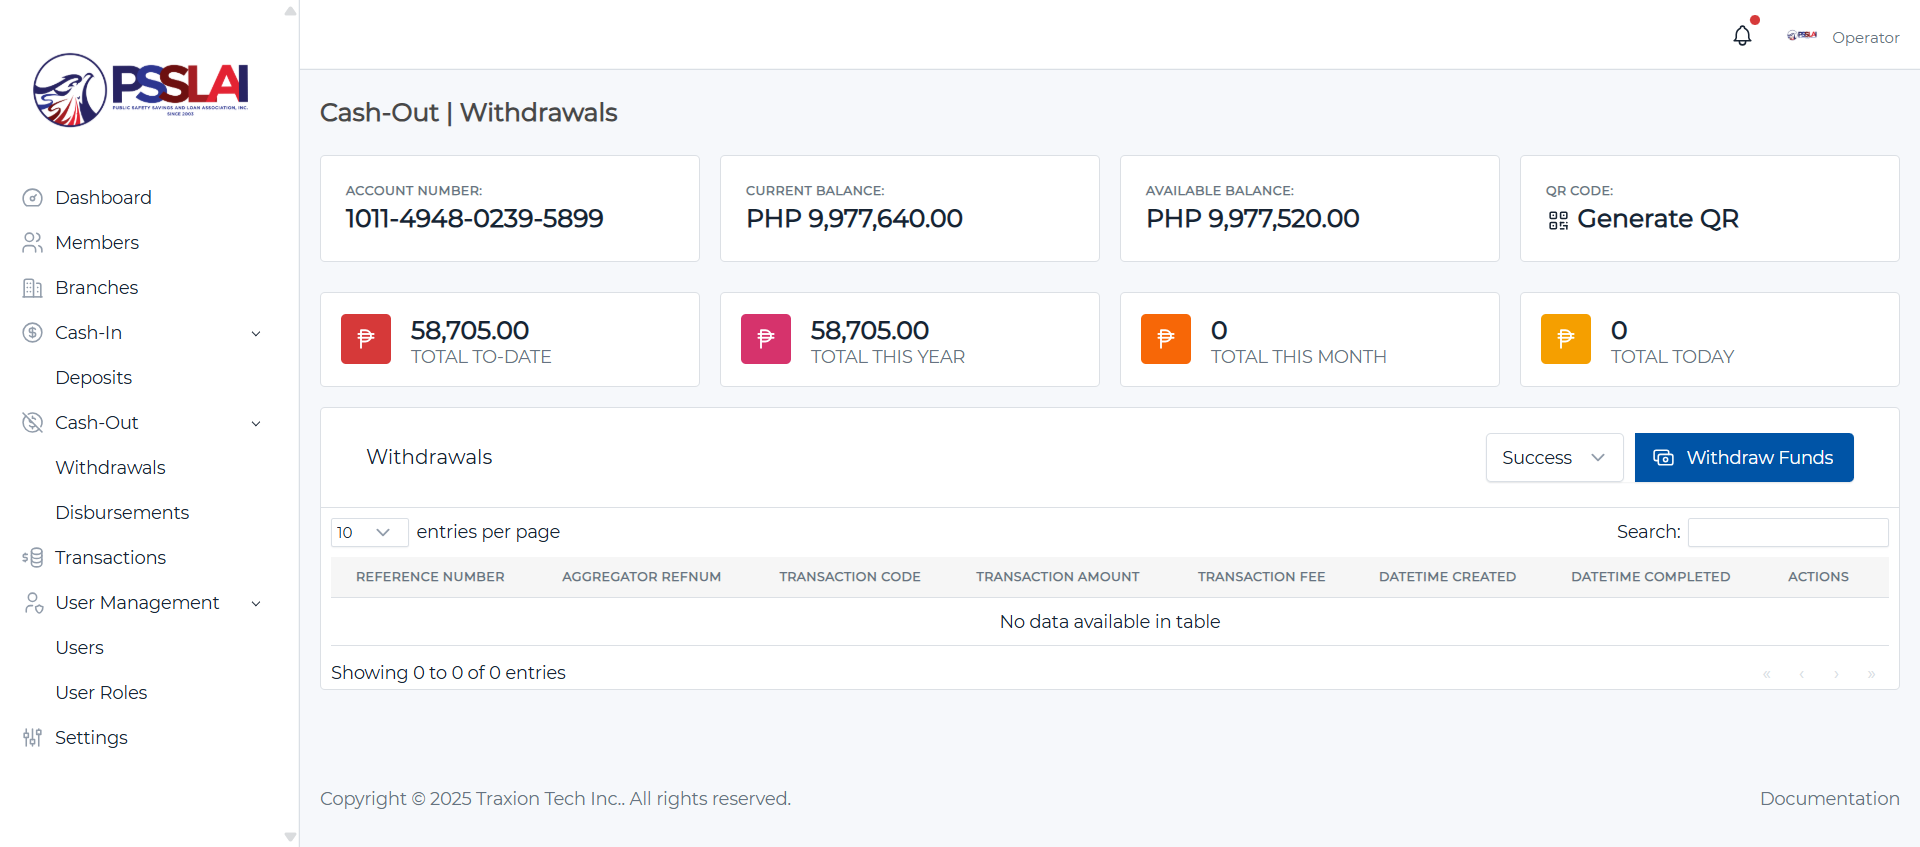 Operator
PSSLAI
PUBLIC SAFETY SAVINGS AND LOAN ASSOCIATION, INC.
SINCE 2003
Dashboard
Members
Branches
Cash-In
Deposits
Cash-Out
Withdrawals
Disbursements
Transactions
User Management
Users
User Roles
Settings
Cash-Out | Withdrawals
ACCOUNT NUMBER:
1011-4948-0239-5899
CURRENT BALANCE:
PHP 9,977,640.00
AVAILABLE BALANCE:
PHP 9,977,520.00
QR CODE:
Generate QR
58,705.00
TOTAL TO-DATE
58,705.00
TOTAL THIS YEAR
0
TOTAL THIS MONTH
0
TOTAL TODAY
Withdrawals
Success
Withdraw Funds
10 entries per page
Search:
REFERENCE NUMBER AGGREGATOR REFNUM TRANSACTION CODE TRANSACTION AMOUNT TRANSACTION FEE DATETIME CREATED DATETIME COMPLETED ACTIONS
No data available in table
Showing 0 to 0 of 0 entries
« ‹ › »
Copyright © 2025 Traxion Tech Inc.. All rights reserved.
Documentation